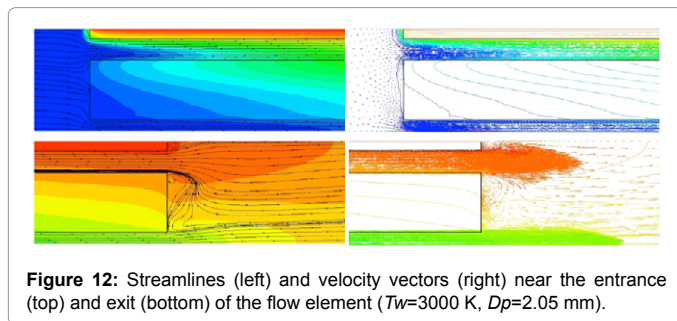 Figure 12: Streamlines (left) and velocity vectors (right) near the entrance
(top) and exit (bottom) of the flow element (Tw=3000 K, Dp=2.05 mm).